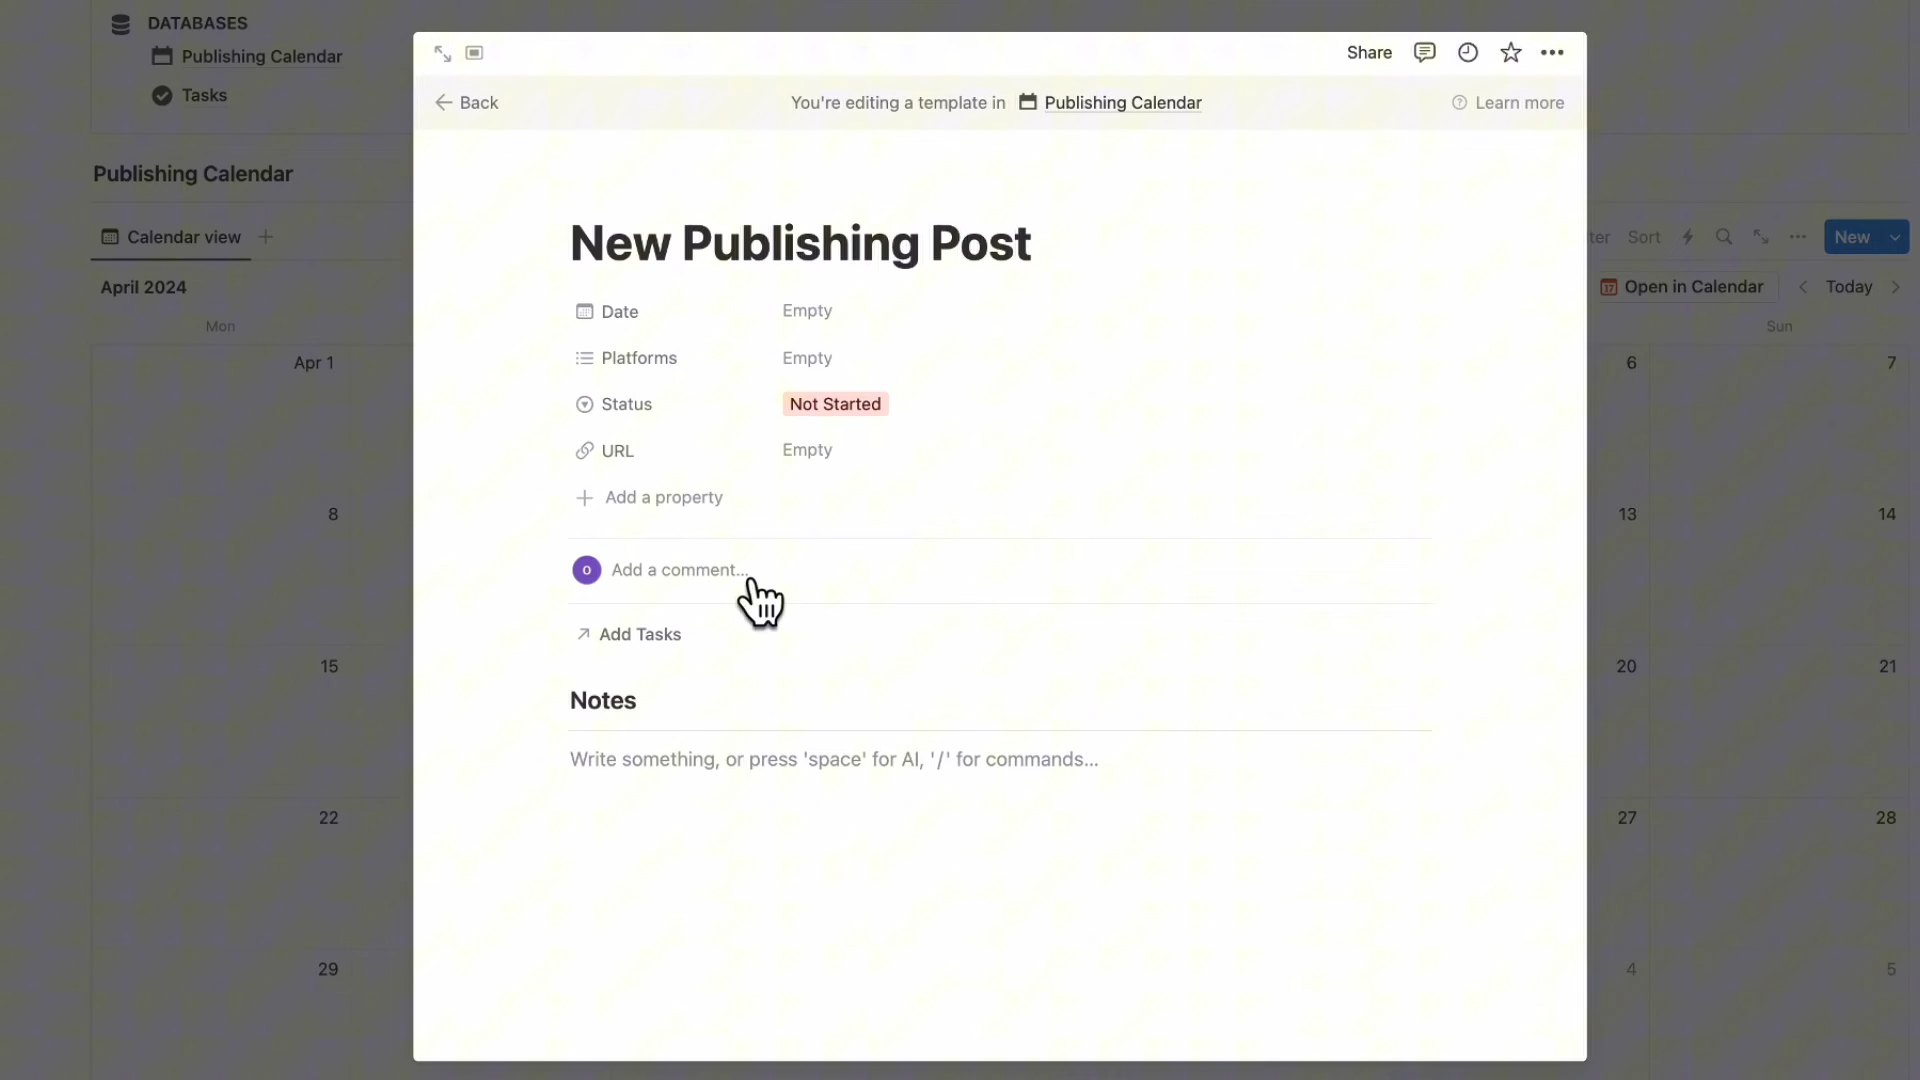 DATABASES
Publishing Calendar
Tasks
Publishing Calendar
Calendar view
April 2024
Mon
Apr 1
8
15
22
29
Share
Back
You're editing a template in Publishing Calendar
Learn more
New Publishing Post
Date Empty
Platforms Empty
Status Not Started
URL Empty
Add a property
O Add a comment...
Add Tasks
Notes
Write something, or press 'space' for AI, '/' for commands...
Sort
New
17 Open in Calendar
Today
Sun
6 7
13 14
20 21
27 28
4 5